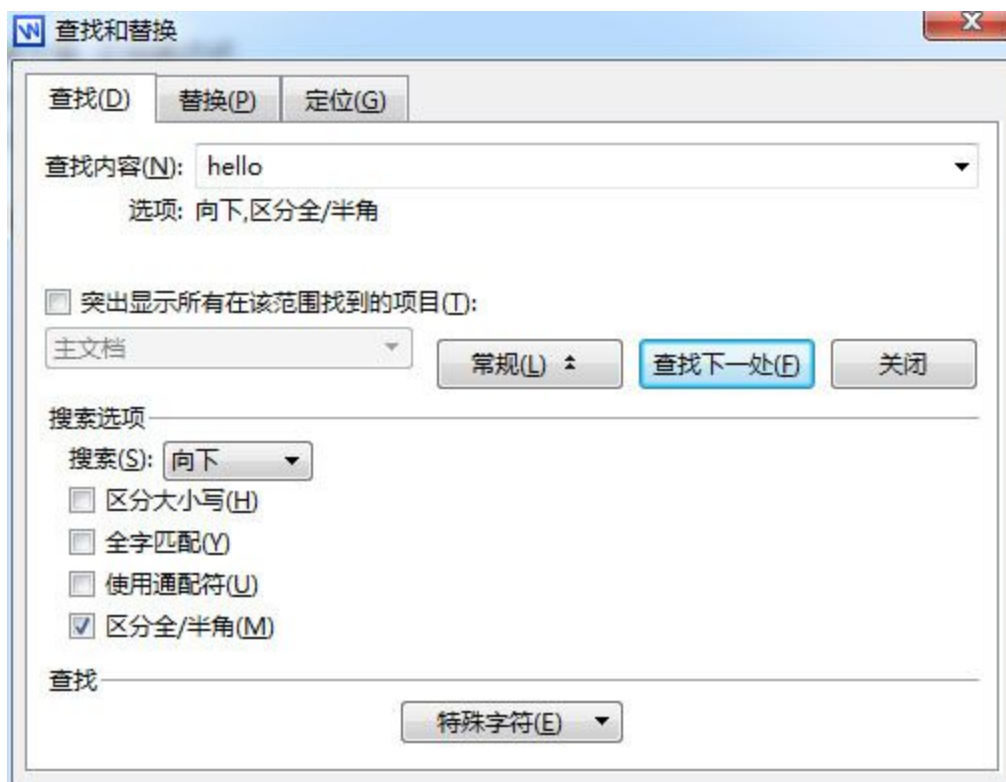 查找和替换
查找(D) 替换(P) 定位(G)
查找内容(N): hello
选项: 向下,区分全/半角
突出显示所有在该范围找到的项目(T):
主文档 常规(L) 查找下一处(F) 关闭
搜索选项
搜索(S): 向下
区分大小写(H)
全字匹配(Y)
使用通配符(U)
区分全/半角(M)
查找
特殊字符(E)